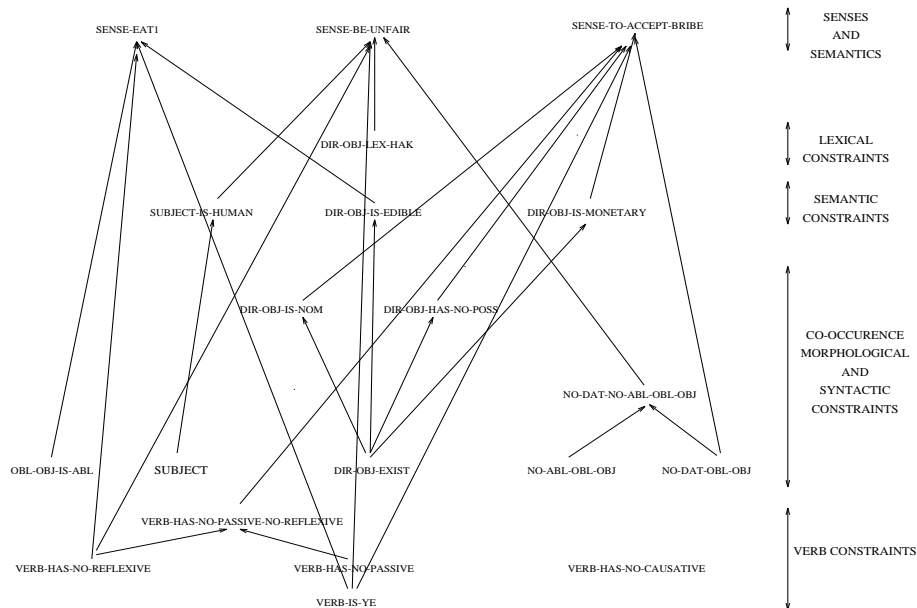 SENSE-EAT1 SENSE-BE-UNFAIR SENSE-TO-ACCEPT-BRIBE
SENSES
AND
SEMANTICS
DIR-OBJ-LEX-HAK
LEXICAL
CONSTRAINTS
SUBJECT-IS-HUMAN DIR-OBJ-IS-EDIBLE DIR-OBJ-IS-MONETARY
SEMANTIC
CONSTRAINTS
DIR-OBJ-IS-NOM DIR-OBJ-HAS-NO-POSS
CO-OCCURENCE
MORPHOLOGICAL
AND
SYNTACTIC
CONSTRAINTS
NO-DAT-NO-ABL-OBL-OBJ
OBL-OBJ-IS-ABL SUBJECT DIR-OBJ-EXIST NO-ABL-OBL-OBJ NO-DAT-OBL-OBJ
VERB-HAS-NO-PASSIVE-NO-REFLEXIVE
VERB CONSTRAINTS
VERB-HAS-NO-REFLEXIVE VERB-HAS-NO-PASSIVE VERB-HAS-NO-CAUSATIVE
VERB-IS-YE